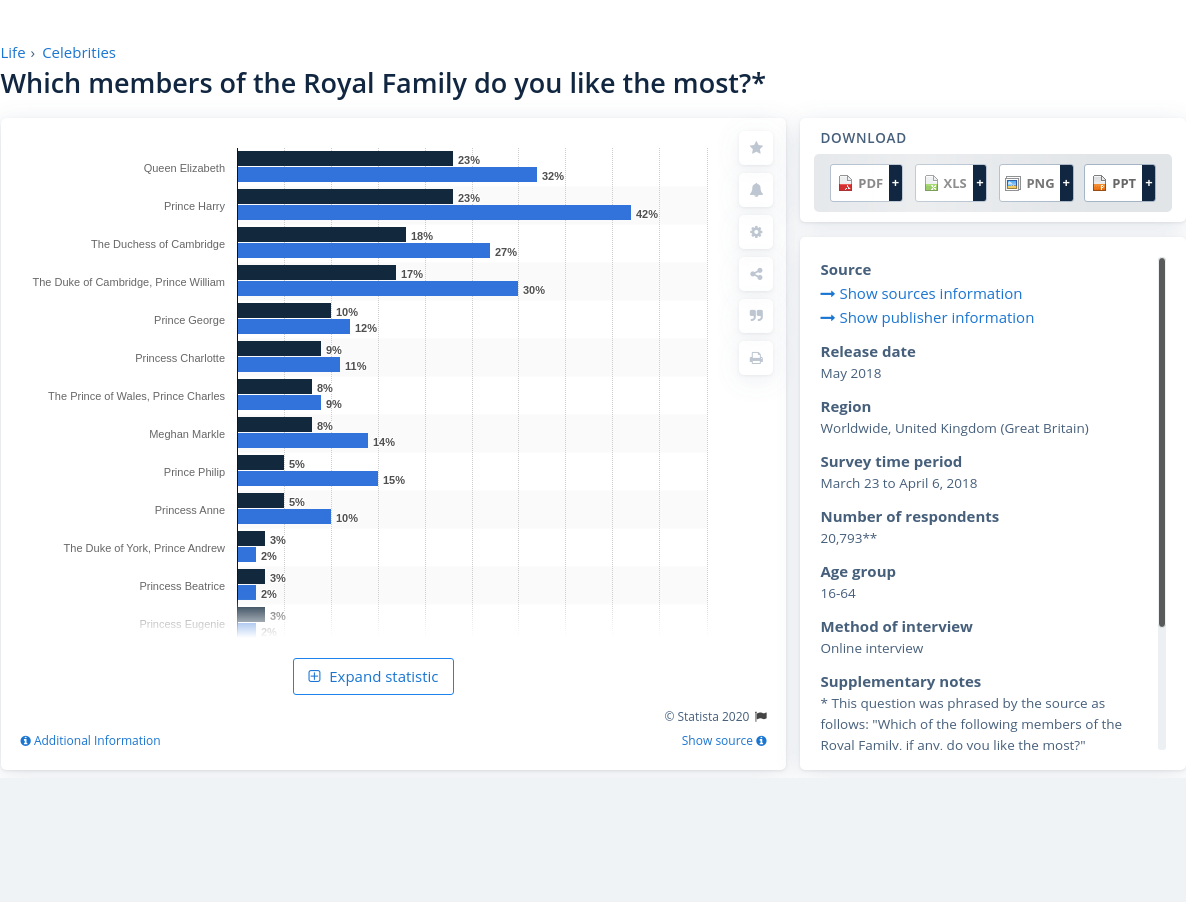 Life › Celebrities
Which members of the Royal Family do you like the most?*
Queen Elizabeth 23% 32%
Prince Harry 23% 42%
The Duchess of Cambridge 18% 27%
The Duke of Cambridge, Prince William 17% 30%
Prince George 10% 12%
Princess Charlotte 9% 11%
The Prince of Wales, Prince Charles 8% 9%
Meghan Markle 8% 14%
Prince Philip 5% 15%
Princess Anne 5% 10%
The Duke of York, Prince Andrew 3% 2%
Princess Beatrice 3% 2%
Princess Eugenie 3% 2%
Expand statistic
© Statista 2020
Additional Information
Show source
DOWNLOAD
PDF + XLS + PNG + PPT +
Source
Show sources information
Show publisher information
Release date
May 2018
Region
Worldwide, United Kingdom (Great Britain)
Survey time period
March 23 to April 6, 2018
Number of respondents
20,793**
Age group
16-64
Method of interview
Online interview
Supplementary notes
* This question was phrased by the source as
follows: "Which of the following members of the
Royal Family, if any, do you like the most?"